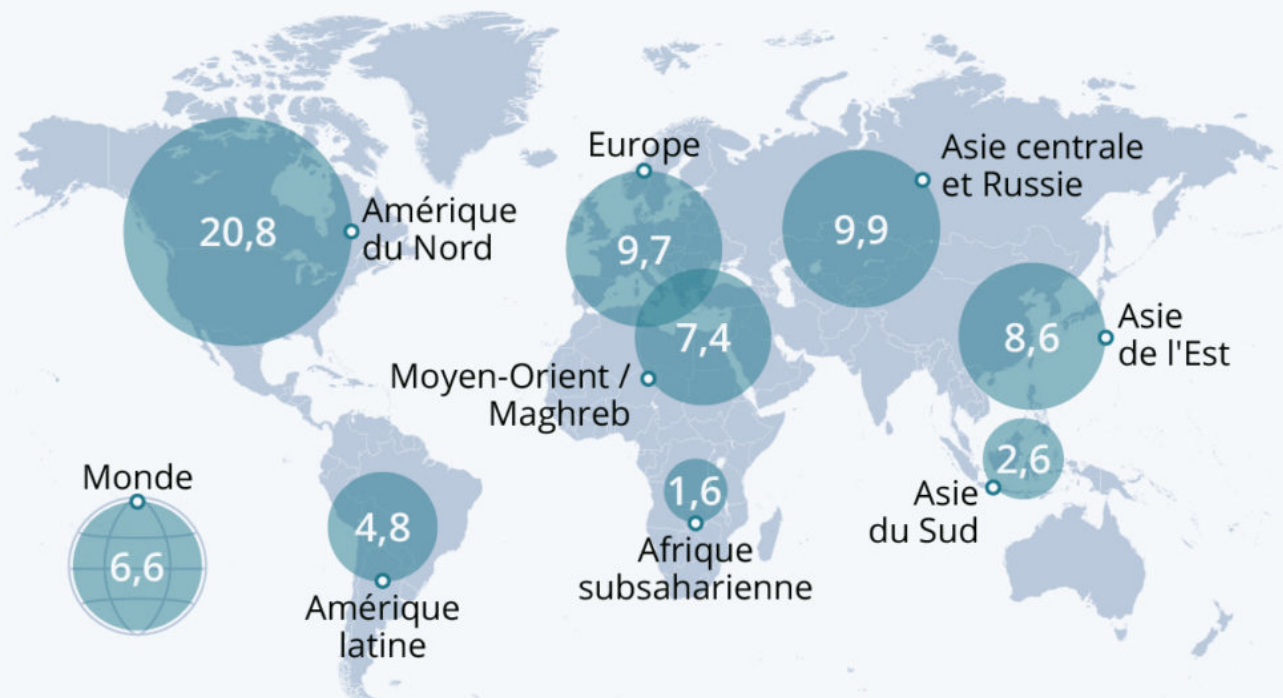 20,8
Amérique
du Nord
Europe
9,7
Asie centrale
et Russie
9,9
7,4
Moyen-Orient /
Maghreb
8,6
Asie
de l'Est
Monde
6,6
4,8
Amérique
latine
1,6
Afrique
subsaharienne
2,6
Asie
du Sud